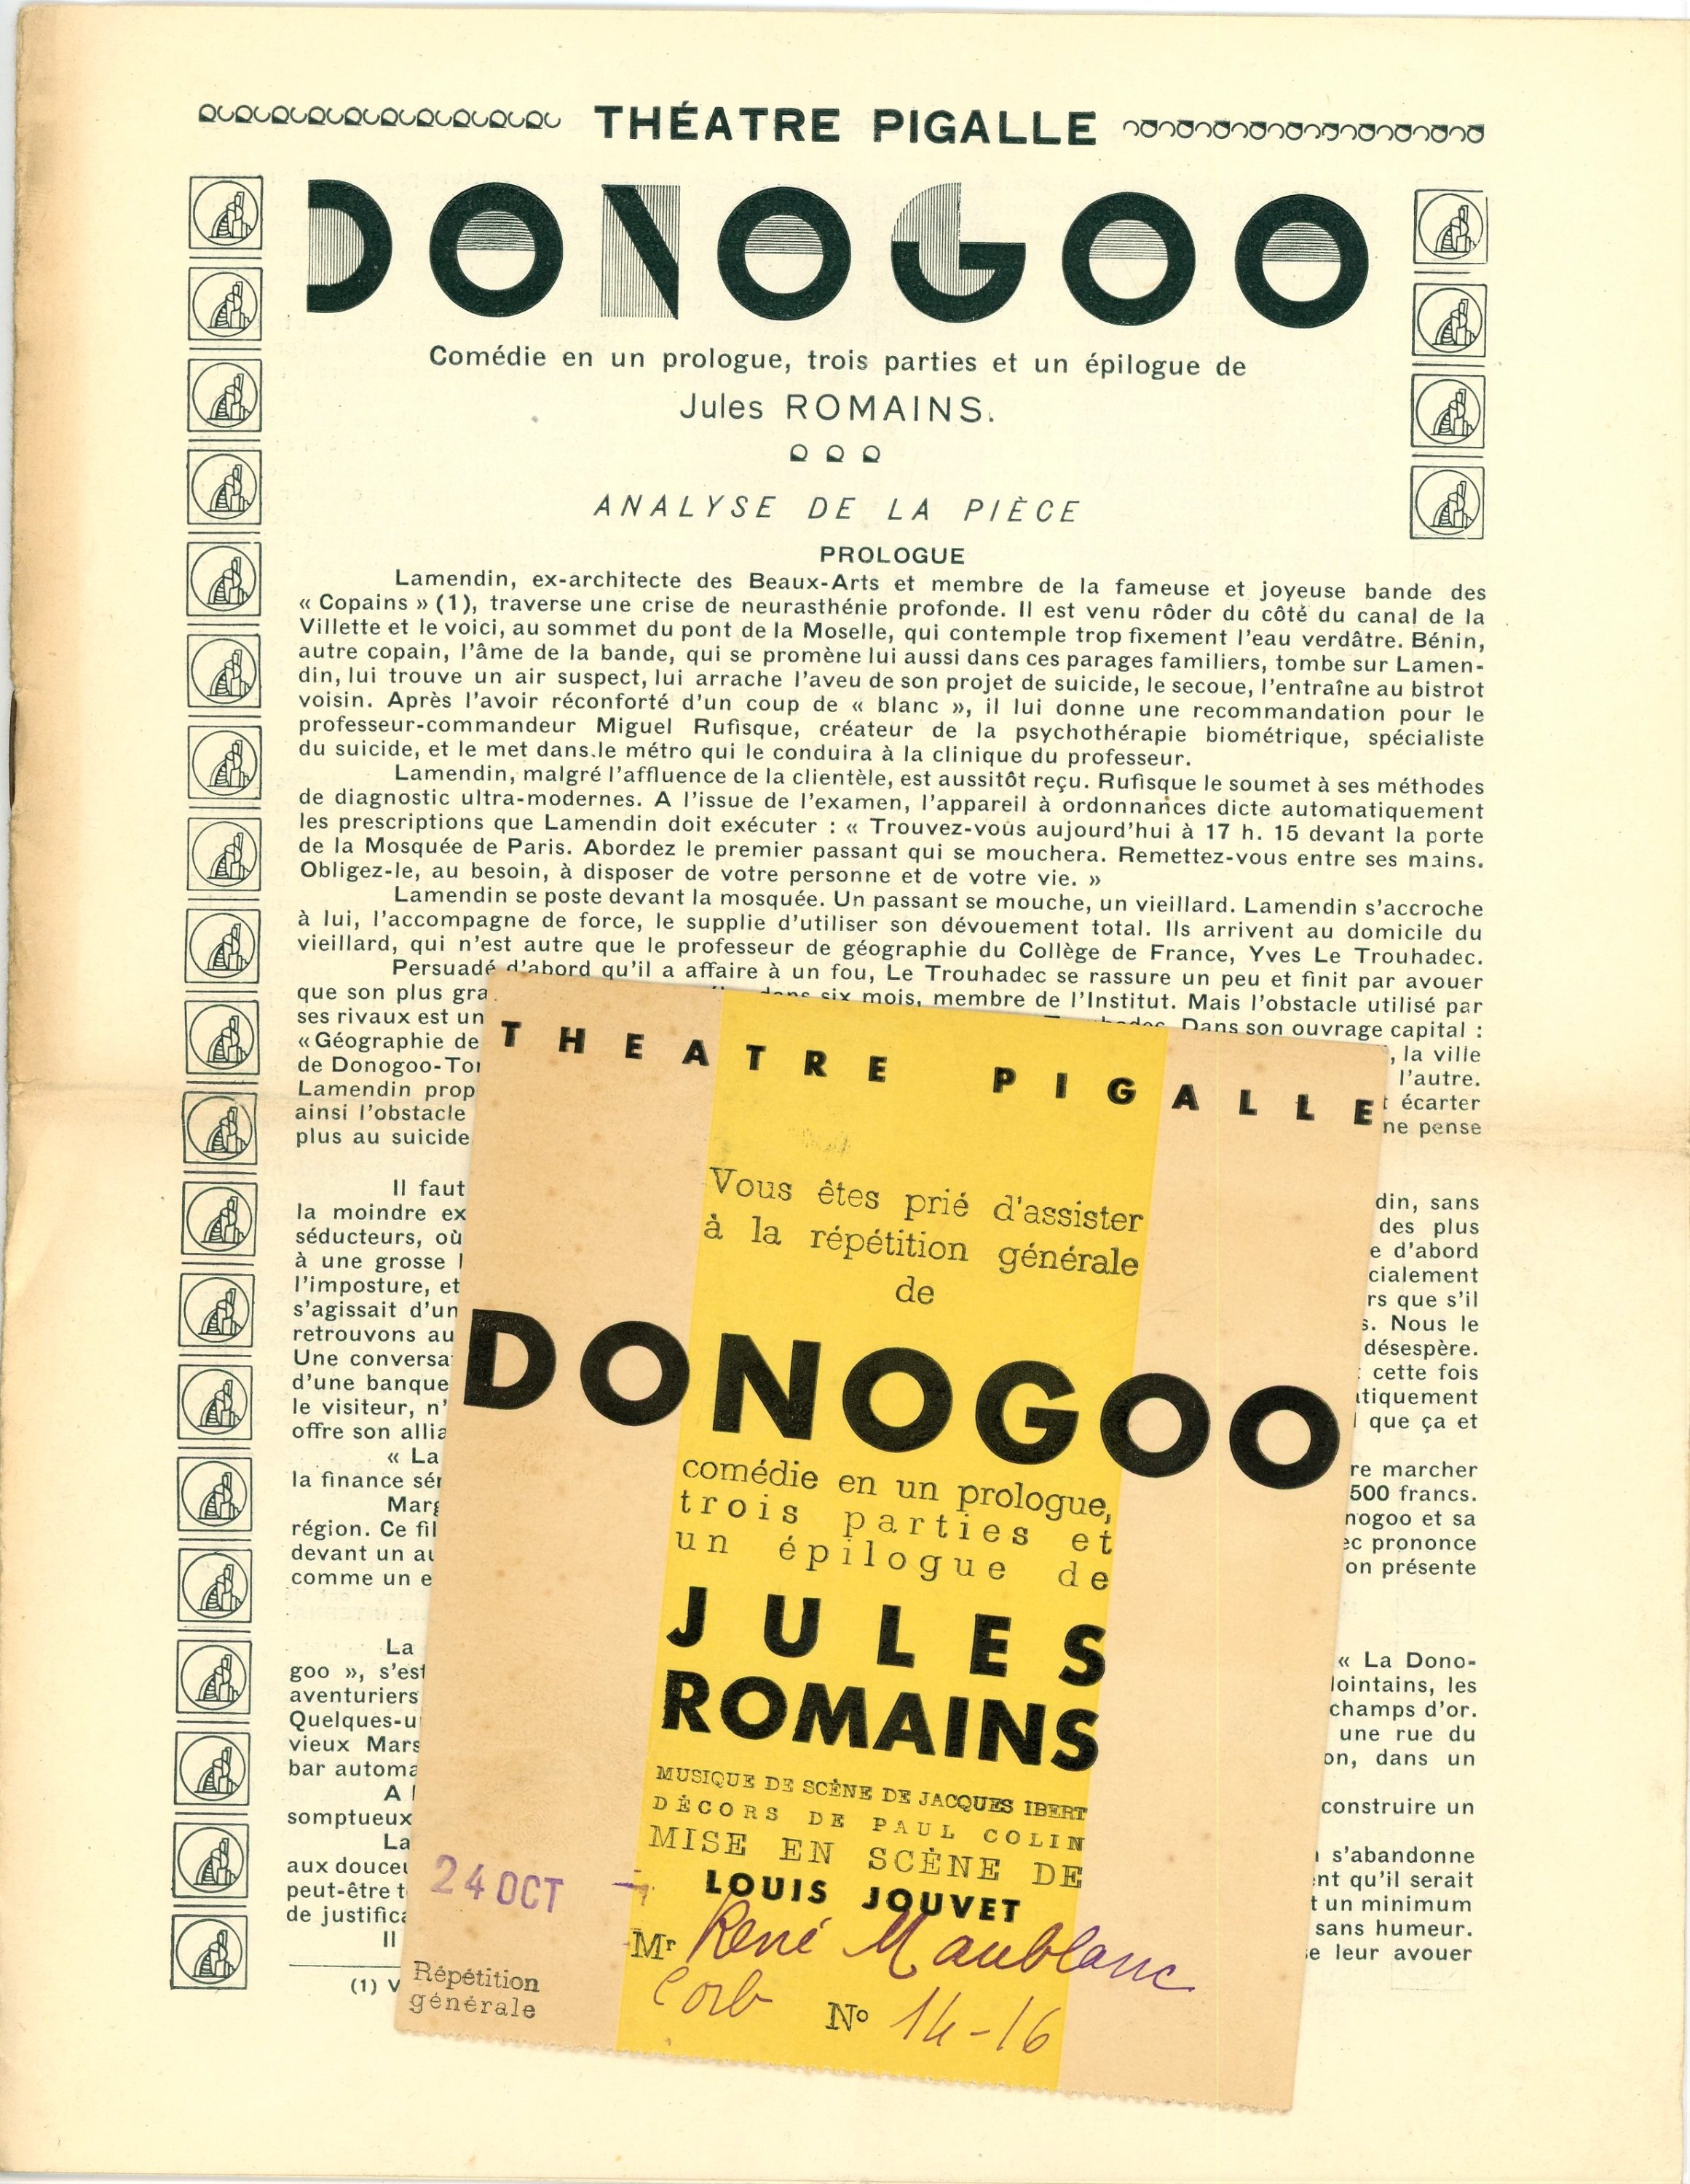 THÉATRE PIGALLE
DONOGOO
Comédie en un prologue, trois parties et un épilogue de
Jules ROMAINS.
ANALYSE DE LA PIÈCE
PROLOGUE
Lamendin, ex-architecte des Beaux-Arts et membre de la fameuse et joyeuse bande des
« Copains » (1), traverse une crise de neurasthénie profonde. Il est venu rôder du côté du canal de la
Villette et le voici, au sommet du pont de la Moselle, qui contemple trop fixement l'eau verdâtre. Bénin,
autre copain, l'âme de la bande, qui se promène lui aussi dans ces parages familiers, tombe sur Lamen-
din, lui trouve un air suspect, lui arrache l'aveu de son projet de suicide, le secoue, l'entraîne au bistrot
voisin. Après l'avoir réconforté d'un coup de « blanc », il lui donne une recommandation pour le
professeur-commandeur Miguel Rufisque, créateur de la psychothérapie biométrique, spécialiste
du suicide, et le met dans.le métro qui le conduira à la clinique du professeur.
Lamendin, malgré l'affluence de la clientèle, est aussitôt reçu. Rufisque le soumet à ses méthodes
de diagnostic ultra-modernes. A l'issue de l'examen, l'appareil à ordonnances dicte automatiquement
les prescriptions que Lamendin doit exécuter : « Trouvez-vous aujourd'hui à 17 h. 15 devant la porte
de la Mosquée de Paris. Abordez le premier passant qui se mouchera. Remettez-vous entre ses mains.
Obligez-le, au besoin, à disposer de votre personne et de votre vie. »
Lamendin se poste devant la mosquée. Un passant se mouche, un vieillard. Lamendin s'accroche
à lui, l'accompagne de force, le supplie d'utiliser son dévouement total. Ils arrivent au domicile du
vieillard, qui n'est autre que le professeur de géographie du Collège de France, Yves Le Trouhadec.
Persuadé d'abord qu'il a affaire à un fou, Le Trouhadec se rassure un peu et finit par avouer
que son plus gra dans six mois, membre de l'Institut. Mais l'obstacle utilisé par
ses rivaux est un Dans son ouvrage capital :
« Géographie de , la ville
de Donogoo-To l'autre.
Lamendin prop écarter
ainsi l'obstacle ne pense
plus au suicide
Il faut din, sans
la moindre ex des plus
séducteurs, où e d'abord
à une grosse cialement
l'imposture, et rs que s'il
s'agissait d'un s. Nous le
retrouvons au désespère.
Une conversa cette fois
d'une banque tiquement
le visiteur, n' que ça et
offre son allia
« La re marcher
la finance sér 500 francs.
Marg nogoo et sa
région. Ce fil ec prononce
devant un au on présente
comme un e
La « La Dono-
goo », s'est lointains, les
aventuriers champs d'or.
Quelques-u une rue du
vieux Mars on, dans un
bar automa
A
somptueux construire un
La s'abandonne
aux douceu nt qu'il serait
peut-être t un minimum
de justifica sans humeur.
Il e leur avouer
(1) V
THEATRE PIGALLE
Vous êtes prié d'assister
à la répétition générale
de
DONOGOO
comédie en un prologue,
trois parties et
un épilogue de
JULES
ROMAINS
MUSIQUE DE SCÈNE DE JACQUES IBERT
DÉCORS DE PAUL COLIN
MISE EN SCÈNE DE
LOUIS JOUVET
24 OCT
Mr René Maublanc
Corb No 14-16
Répétition
générale